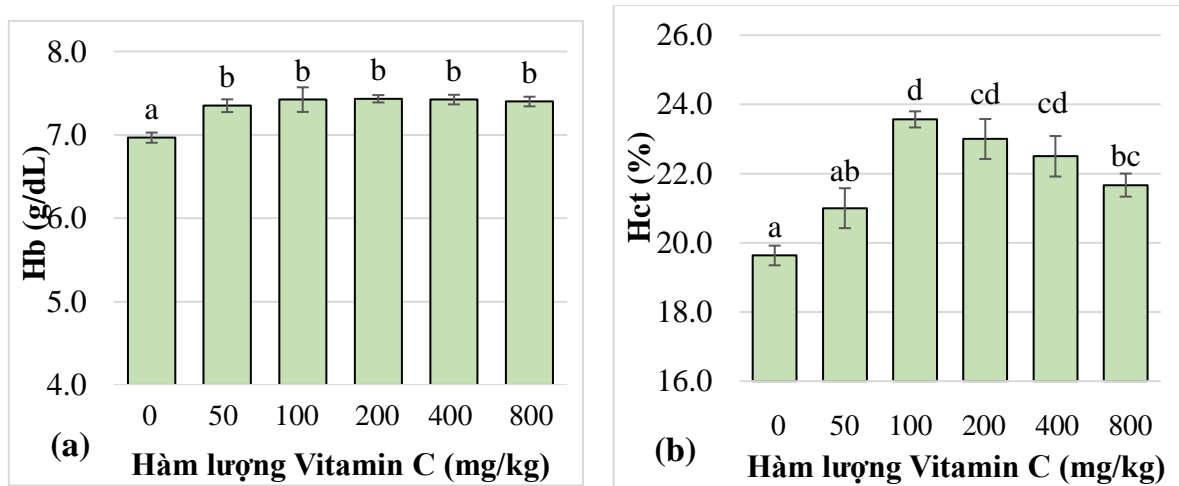 8.0
7.0
6.0
5.0
4.0
Hb (g/dL)
a b b b b b
0 50 100 200 400 800
(a)
Hàm lượng Vitamin C (mg/kg)
26.0
24.0
22.0
20.0
18.0
16.0
Hct (%)
a ab d cd cd bc
0 50 100 200 400 800
(b)
Hàm lượng Vitamin C (mg/kg)